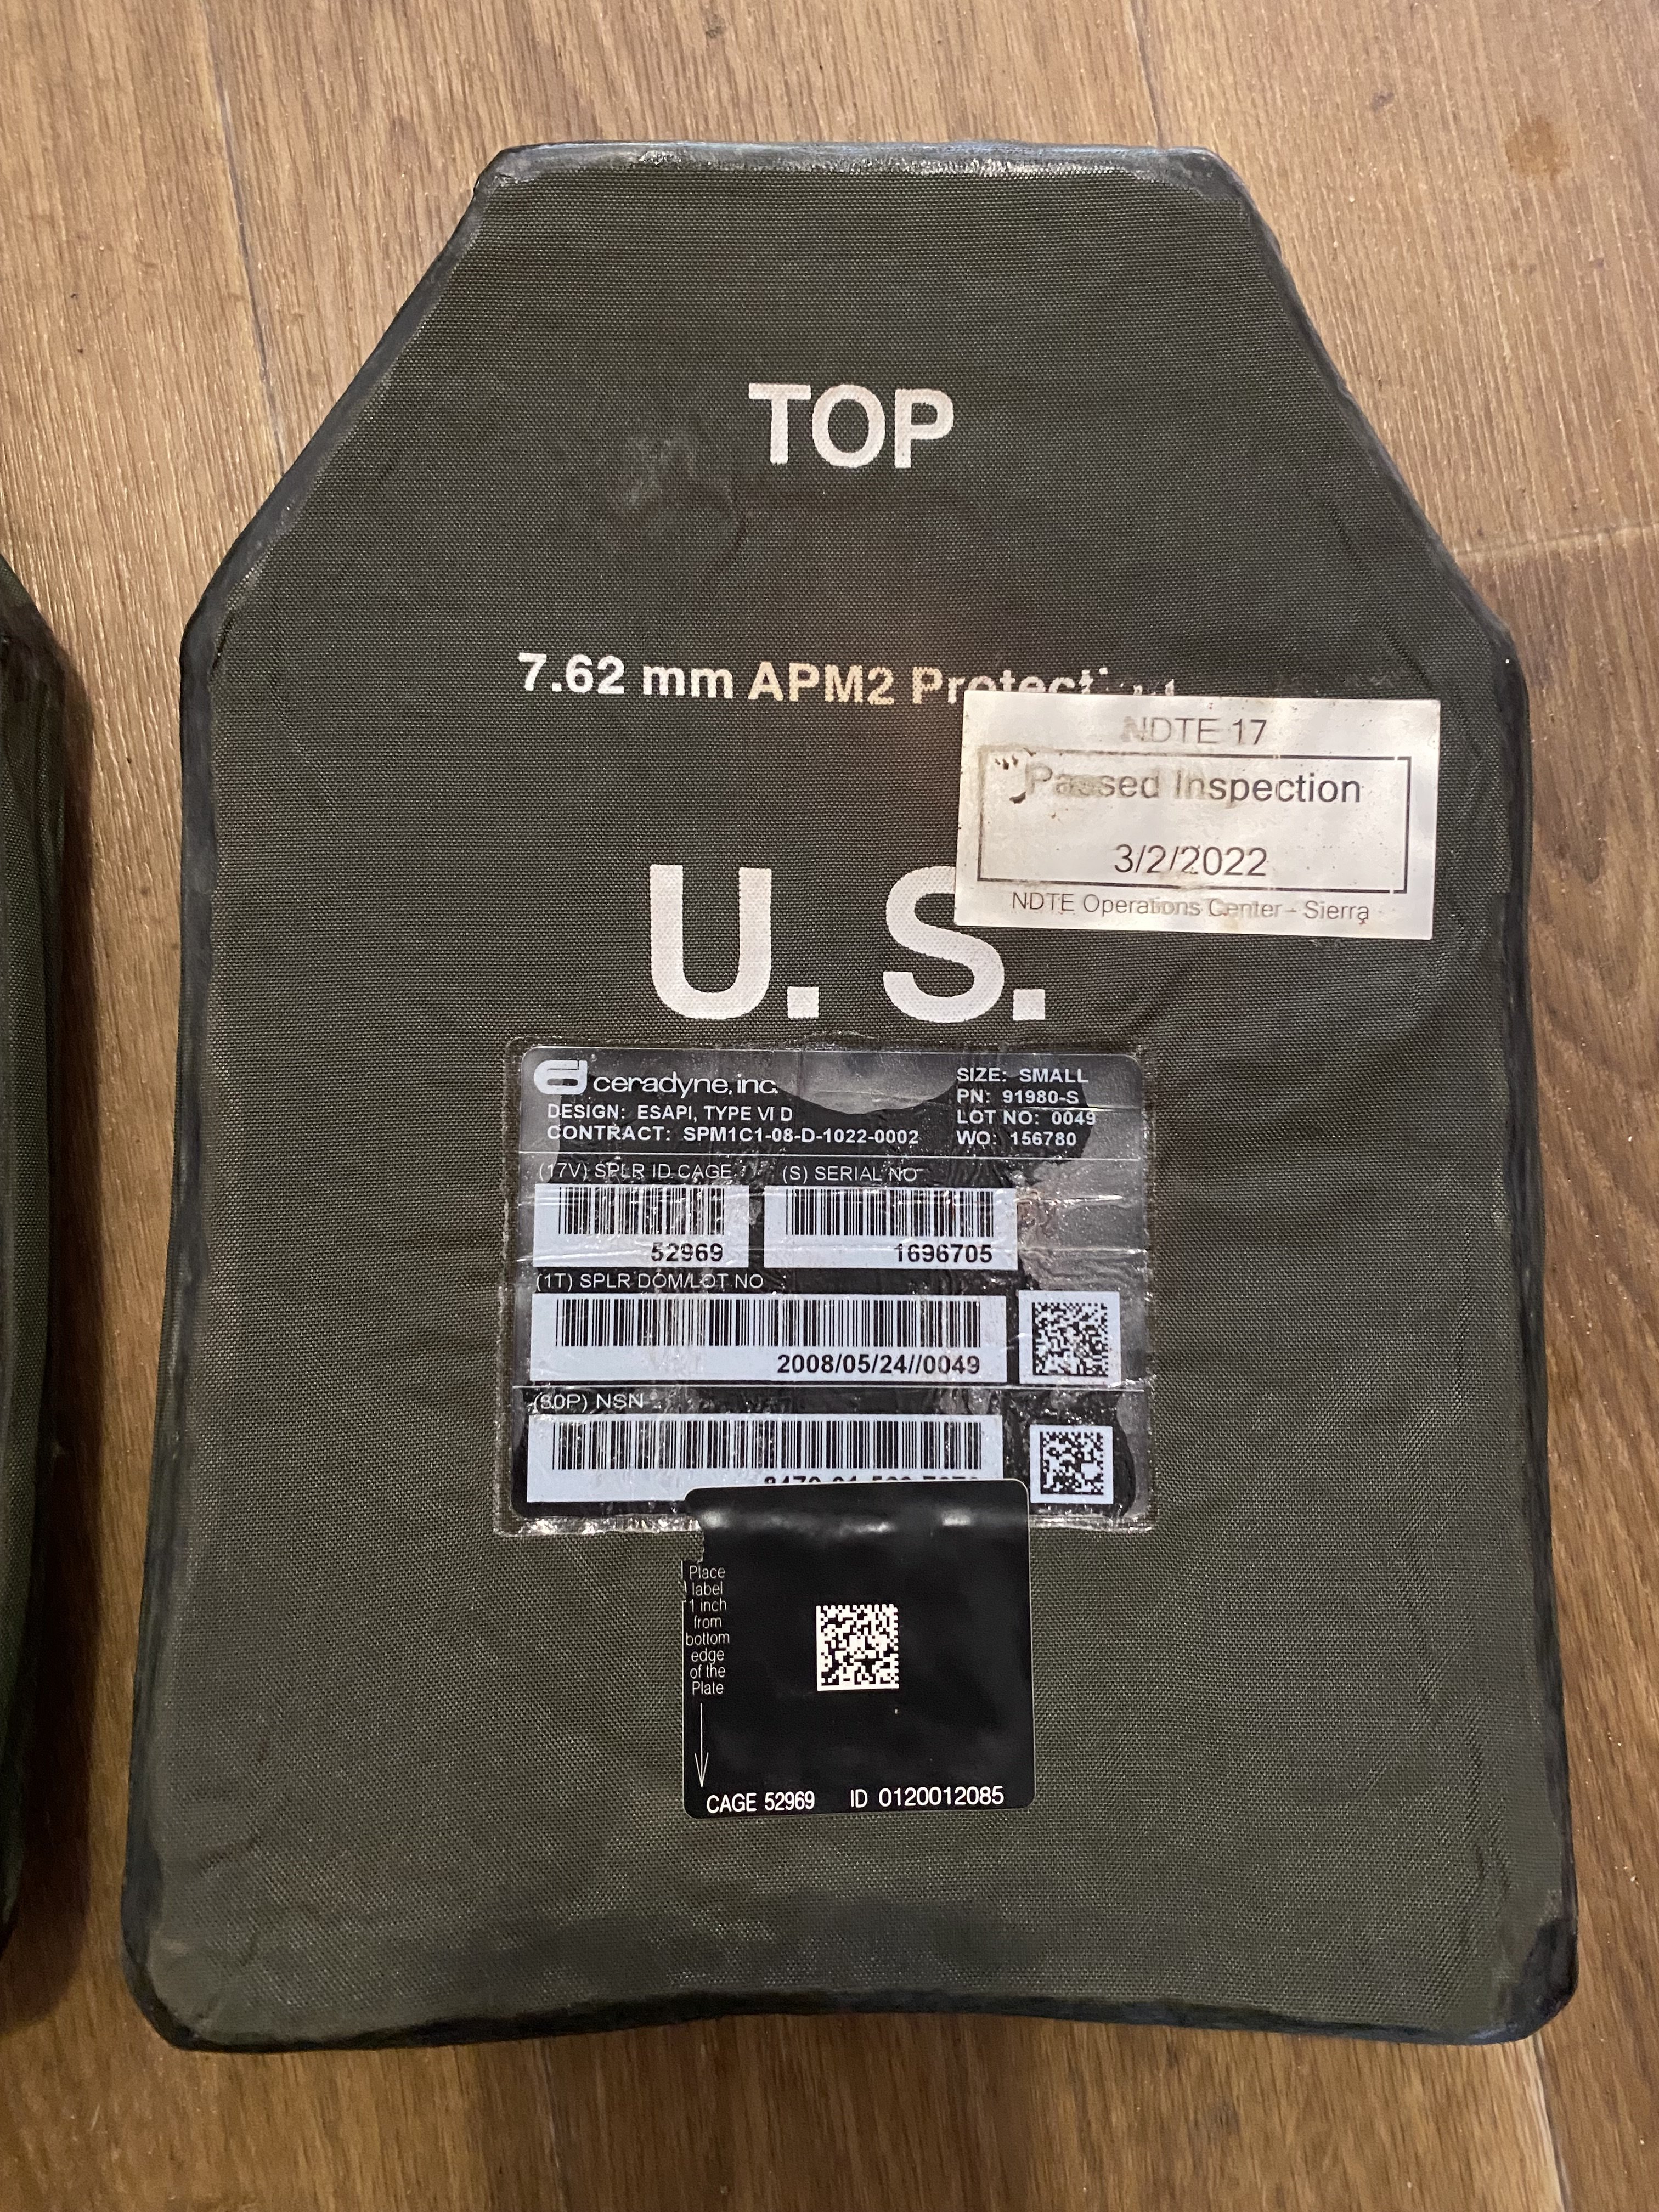 TOP
7.62 mm APM2
NDTE 17
Passed Inspection
3/2/2022
NDTE Operations Center - Sierra
U. S.
ceradyne, inc.
SIZE: SMALL
PN: 91980-S
DESIGN: ESAPI, TYPE VI D
LOT NO: 0049
CONTRACT: SPM1C1-08-D-1022-0002
WO: 156780
(17V) SPLR ID CAGE
(S) SERIAL NO
52969
1696705
(1T) SPLR DOM/LOT NO
2008/05/24//0049
NSN
Place
label
1 inch
from
bottom
edge
of the
Plate
CAGE 52969 ID 0120012085